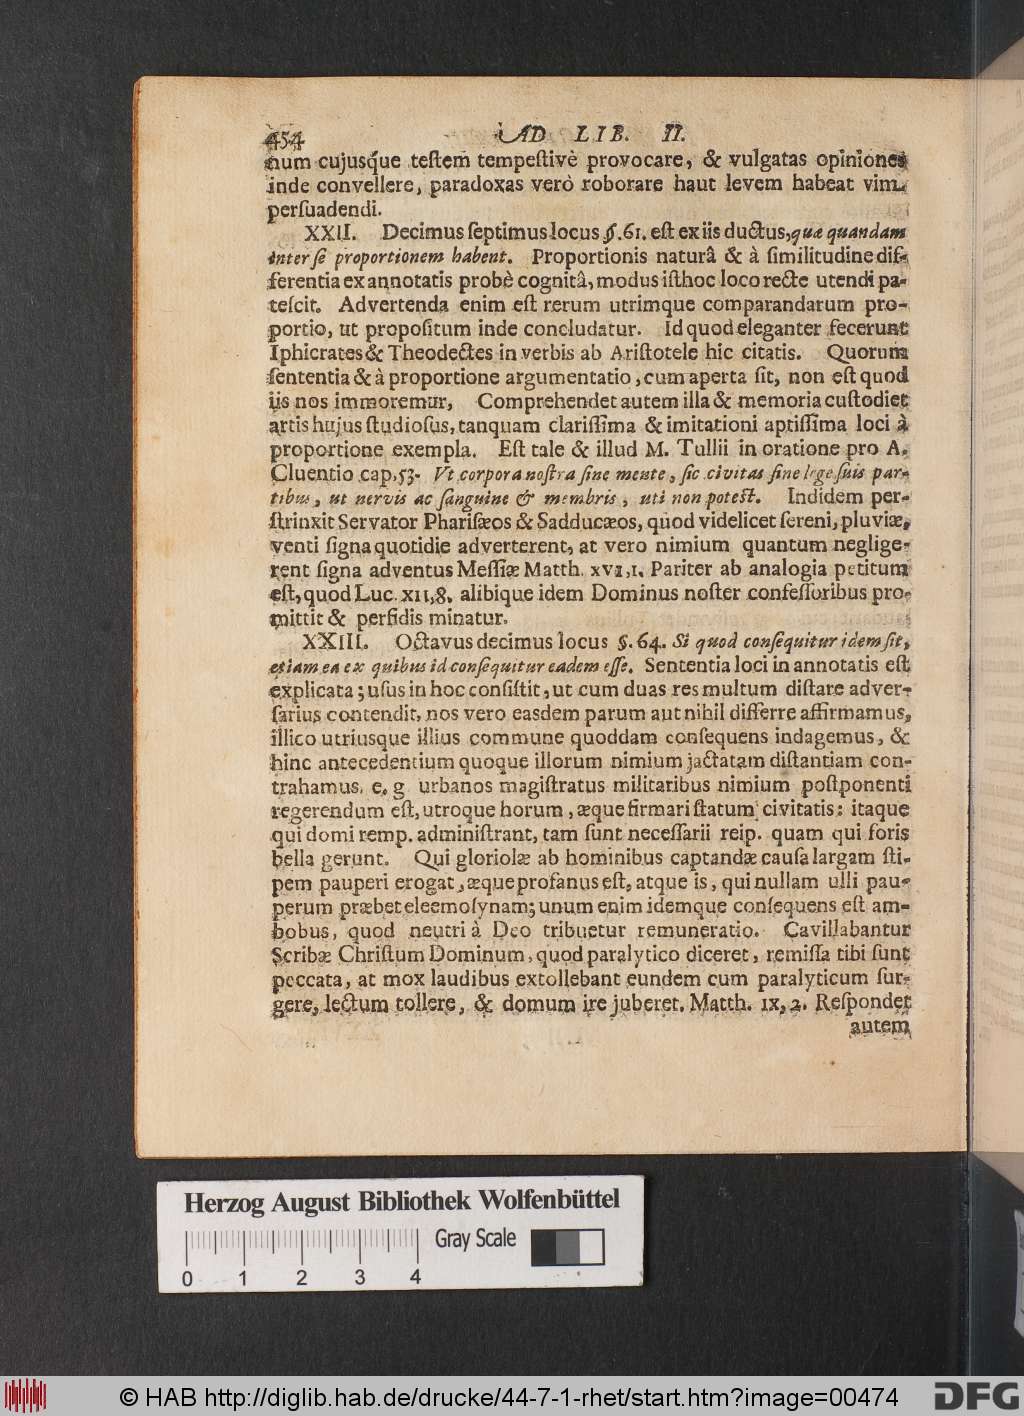 454 AD LIB. II.
num cujusq́ue teſtem tempeſtivè provocare, & vulgatas opiniones
inde convellere, paradoxas verò roborare haut levem habeat vim
perſuadendi.
XXII. Decimus ſeptimus locus §.61. eſt ex iis ductus, quæ quandam
inter ſe proportionem habent. Proportionis naturâ & à ſimilitudine dif-
ferentia ex annotatis probè cognitâ, modus iſthoc loco recte utendi pa-
teſcit. Advertenda enim eſt rerum utrimque comparandarum pro-
portio, ut propoſitum inde concludatur. Id quod eleganter fecerunt
Iphicrates & Theodectes in verbis ab Ariſtotele hic citatis. Quorum
ſententia & à proportione argumentatio, cum aperta ſit, non eſt quod
iis nos immoremur, Comprehendet autem illa & memoria cuſtodiet
artis hujus ſtudioſus, tanquam clariſſima & imitationi aptiſſima loci à
proportione exempla. Eſt tale & illud M. Tullii in oratione pro A.
Cluentio cap. 53. Vt corpora noſtra ſine mente, ſic civitas ſine lege ſuis par-
tibus, ut nervis ac ſanguine & membris, uti non poteſt. Indidem per-
ſtrinxit Servator Phariſæos & Sadducæos, quod videlicet ſereni, pluviæ,
venti ſigna quotidie adverterent, at vero nimium quantum neglige-
rent ſigna adventus Meſſiæ Matth. xvi,1. Pariter ab analogia petitum
eſt, quod Luc. xii,8. alibique idem Dominus noſter confeſſoribus pro-
mittit & perfidis minatur.
XXIII. Octavus decimus locus §. 64. Si quod conſequitur idem ſit,
etiam ea ex quibus id conſequitur eadem eſſe. Sententia loci in annotatis eſt
explicata; uſus in hoc conſiſtit, ut cum duas res multum diſtare adver-
ſarius contendit, nos vero easdem parum aut nihil differre affirmamus,
illico utriusque illius commune quoddam conſequens indagemus, &
hinc antecedentium quoque illorum nimium jactatam diſtantiam con-
trahamus. e. g urbanos magiſtratus militaribus nimium poſtponenti
regerendum eſt, utroque horum, æque firmari ſtatum civitatis: itaque
qui domi remp. adminiſtrant, tam ſunt neceſſarii reip. quam qui foris
bella gerunt. Qui gloriolæ ab hominibus captandæ cauſa largam ſti-
pem pauperi erogat, æque profanus eſt, atque is, qui nullam ulli pau-
perum præbet eleemoſynam; unum enim idemque conſequens eſt am-
bobus, quod neutri à Deo tribuetur remuneratio. Cavillabantur
Scribæ Chriſtum Dominum, quod paralytico diceret, remiſſa tibi ſunt
peccata, at mox laudibus extollebant eundem cum paralyticum ſur-
gere, lectum tollere, & domum ire juberet. Matth. ix, 2. Reſpondet
autem
Herzog August Bibliothek Wolfenbüttel
Gray Scale
0 1 2 3 4
© HAB http://diglib.hab.de/drucke/44-7-1-rhet/start.htm?image=00474
DFG